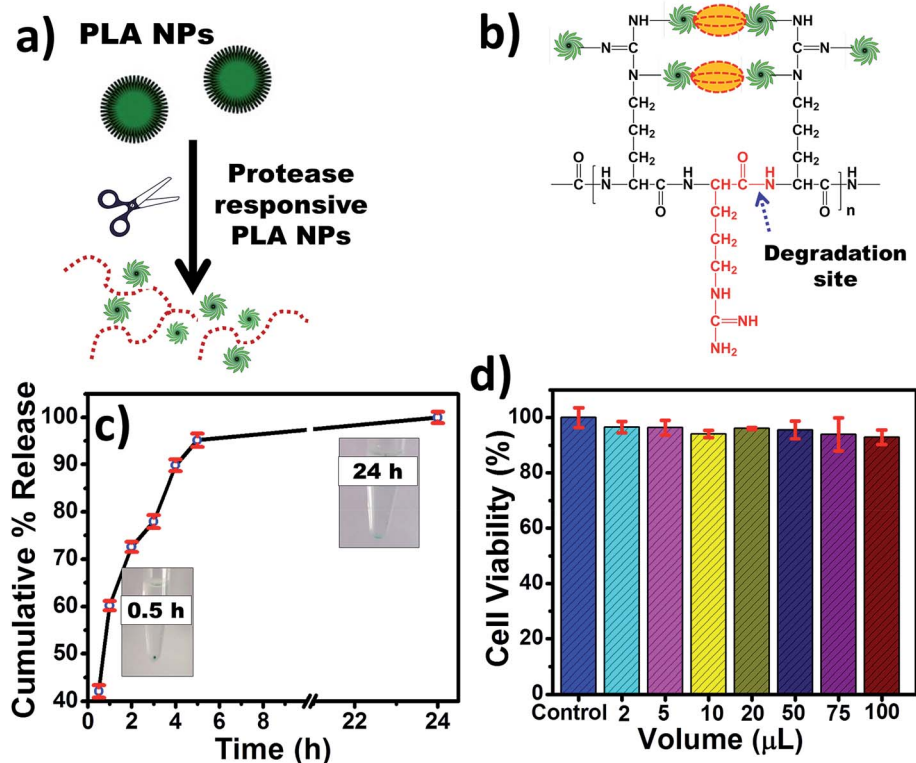 a)
PLA NPs
Protease
responsive
PLA NPs
b)
NH NH
N=C C=N
N N
CH₂ CH₂
CH₂ CH₂
CH₂ O CH₂
C N CH C N CH C N CH C N
O H O H H O H n
CH₂
CH₂
CH₂
NH
C=NH
NH₂
Degradation
site
c)
Cumulative % Release
100
90
80
70
60
50
40
24 h
0.5 h
0 2 4 6 8 22 24
Time (h)
d)
Cell Viability (%)
100
80
60
40
20
0
Control 2 5 10 20 50 75 100
Volume (μL)